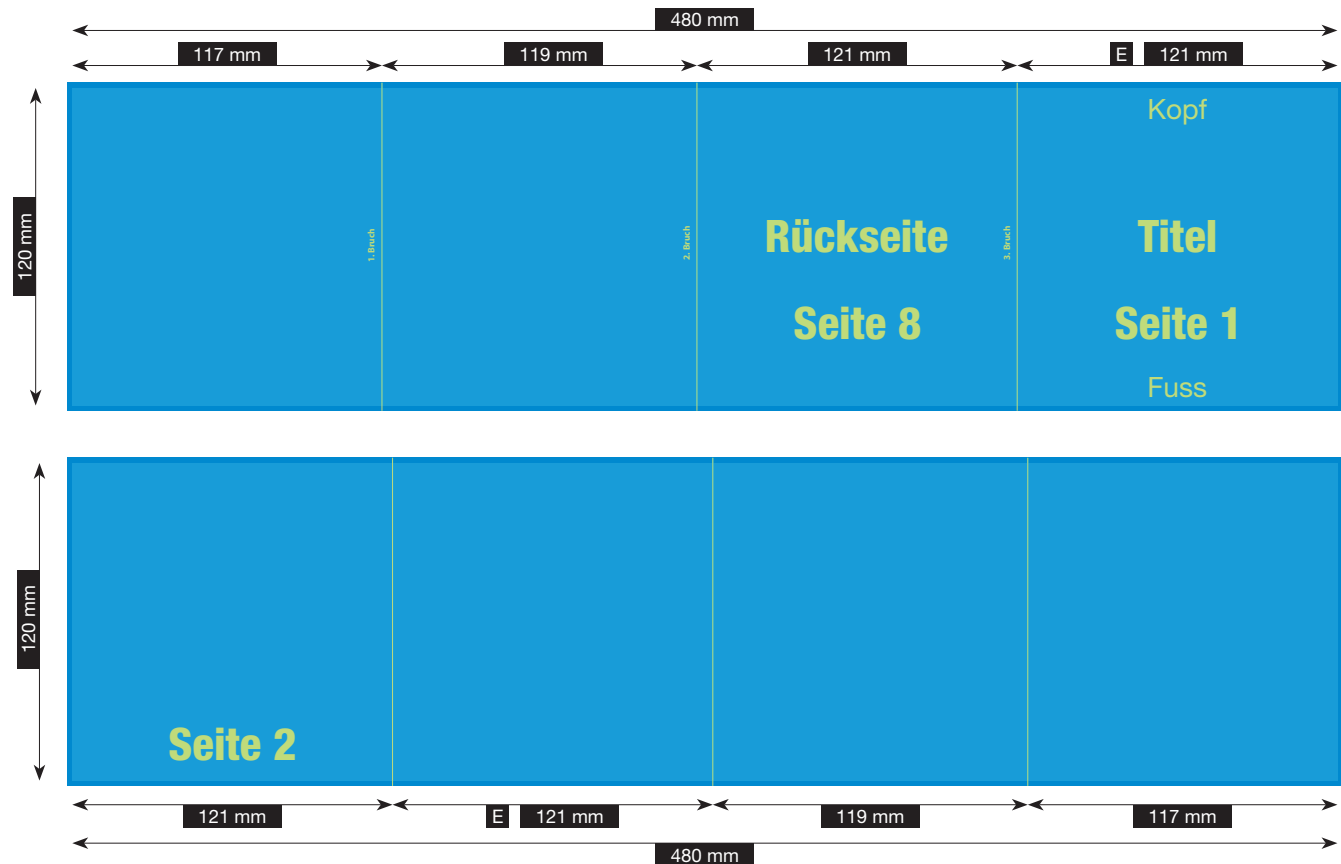 480 mm
117 mm
119 mm
121 mm
E 121 mm
120 mm
Kopf
1. Bruch
2. Bruch
Rückseite
3. Bruch
Titel
Seite 8
Seite 1
Fuss
120 mm
Seite 2
121 mm
E 121 mm
119 mm
117 mm
480 mm